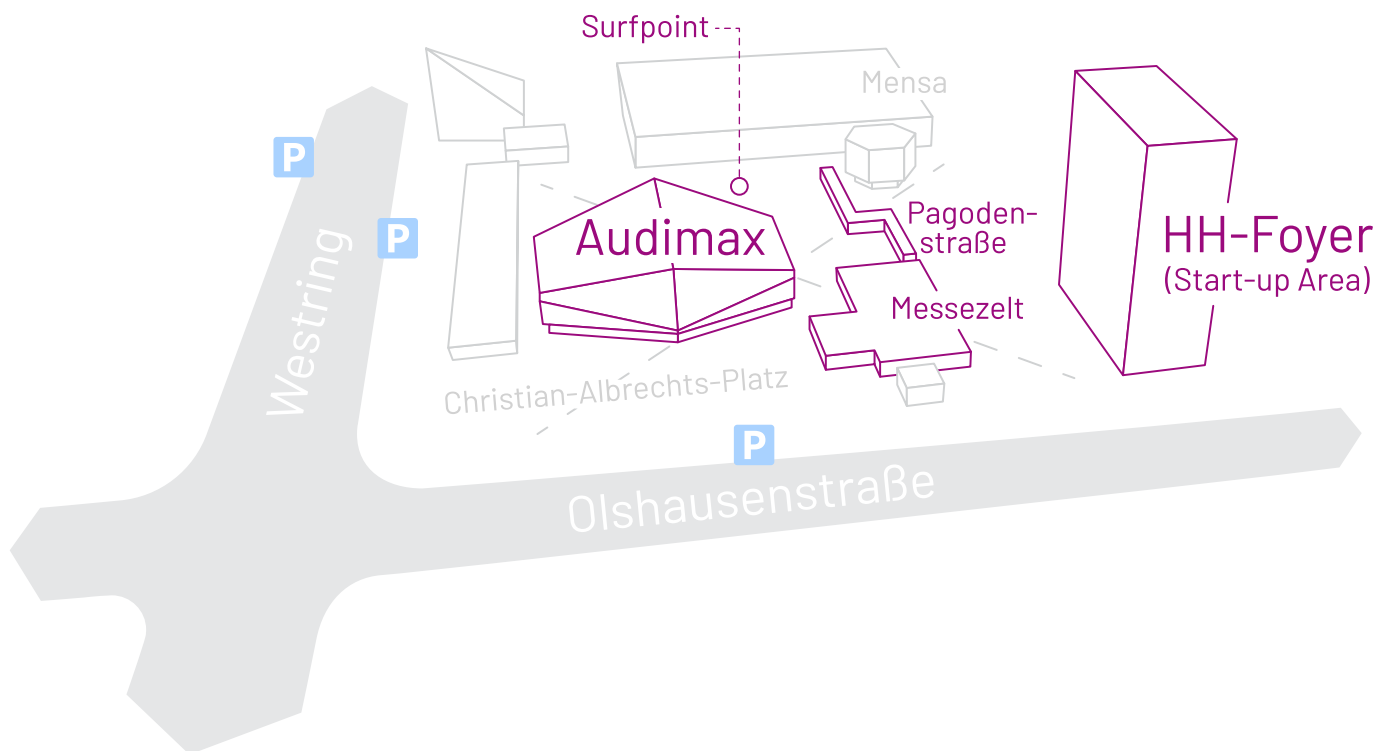 Surfpoint
Mensa
P
Pagoden-
straße
P
Audimax
HH-Foyer
(Start-up Area)
Westring
Messezelt
Christian-Albrechts-Platz
P
Olshausenstraße